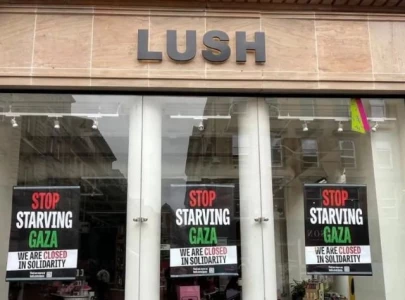 LUSH
STOP
STARVING
GAZA
WE ARE CLOSED
IN SOLIDARITY
STOP
STARVING
GAZA
WE ARE CLOSED
IN SOLIDARITY
STOP
STARVING
GAZA
WE ARE CLOSED
IN SOLIDARITY